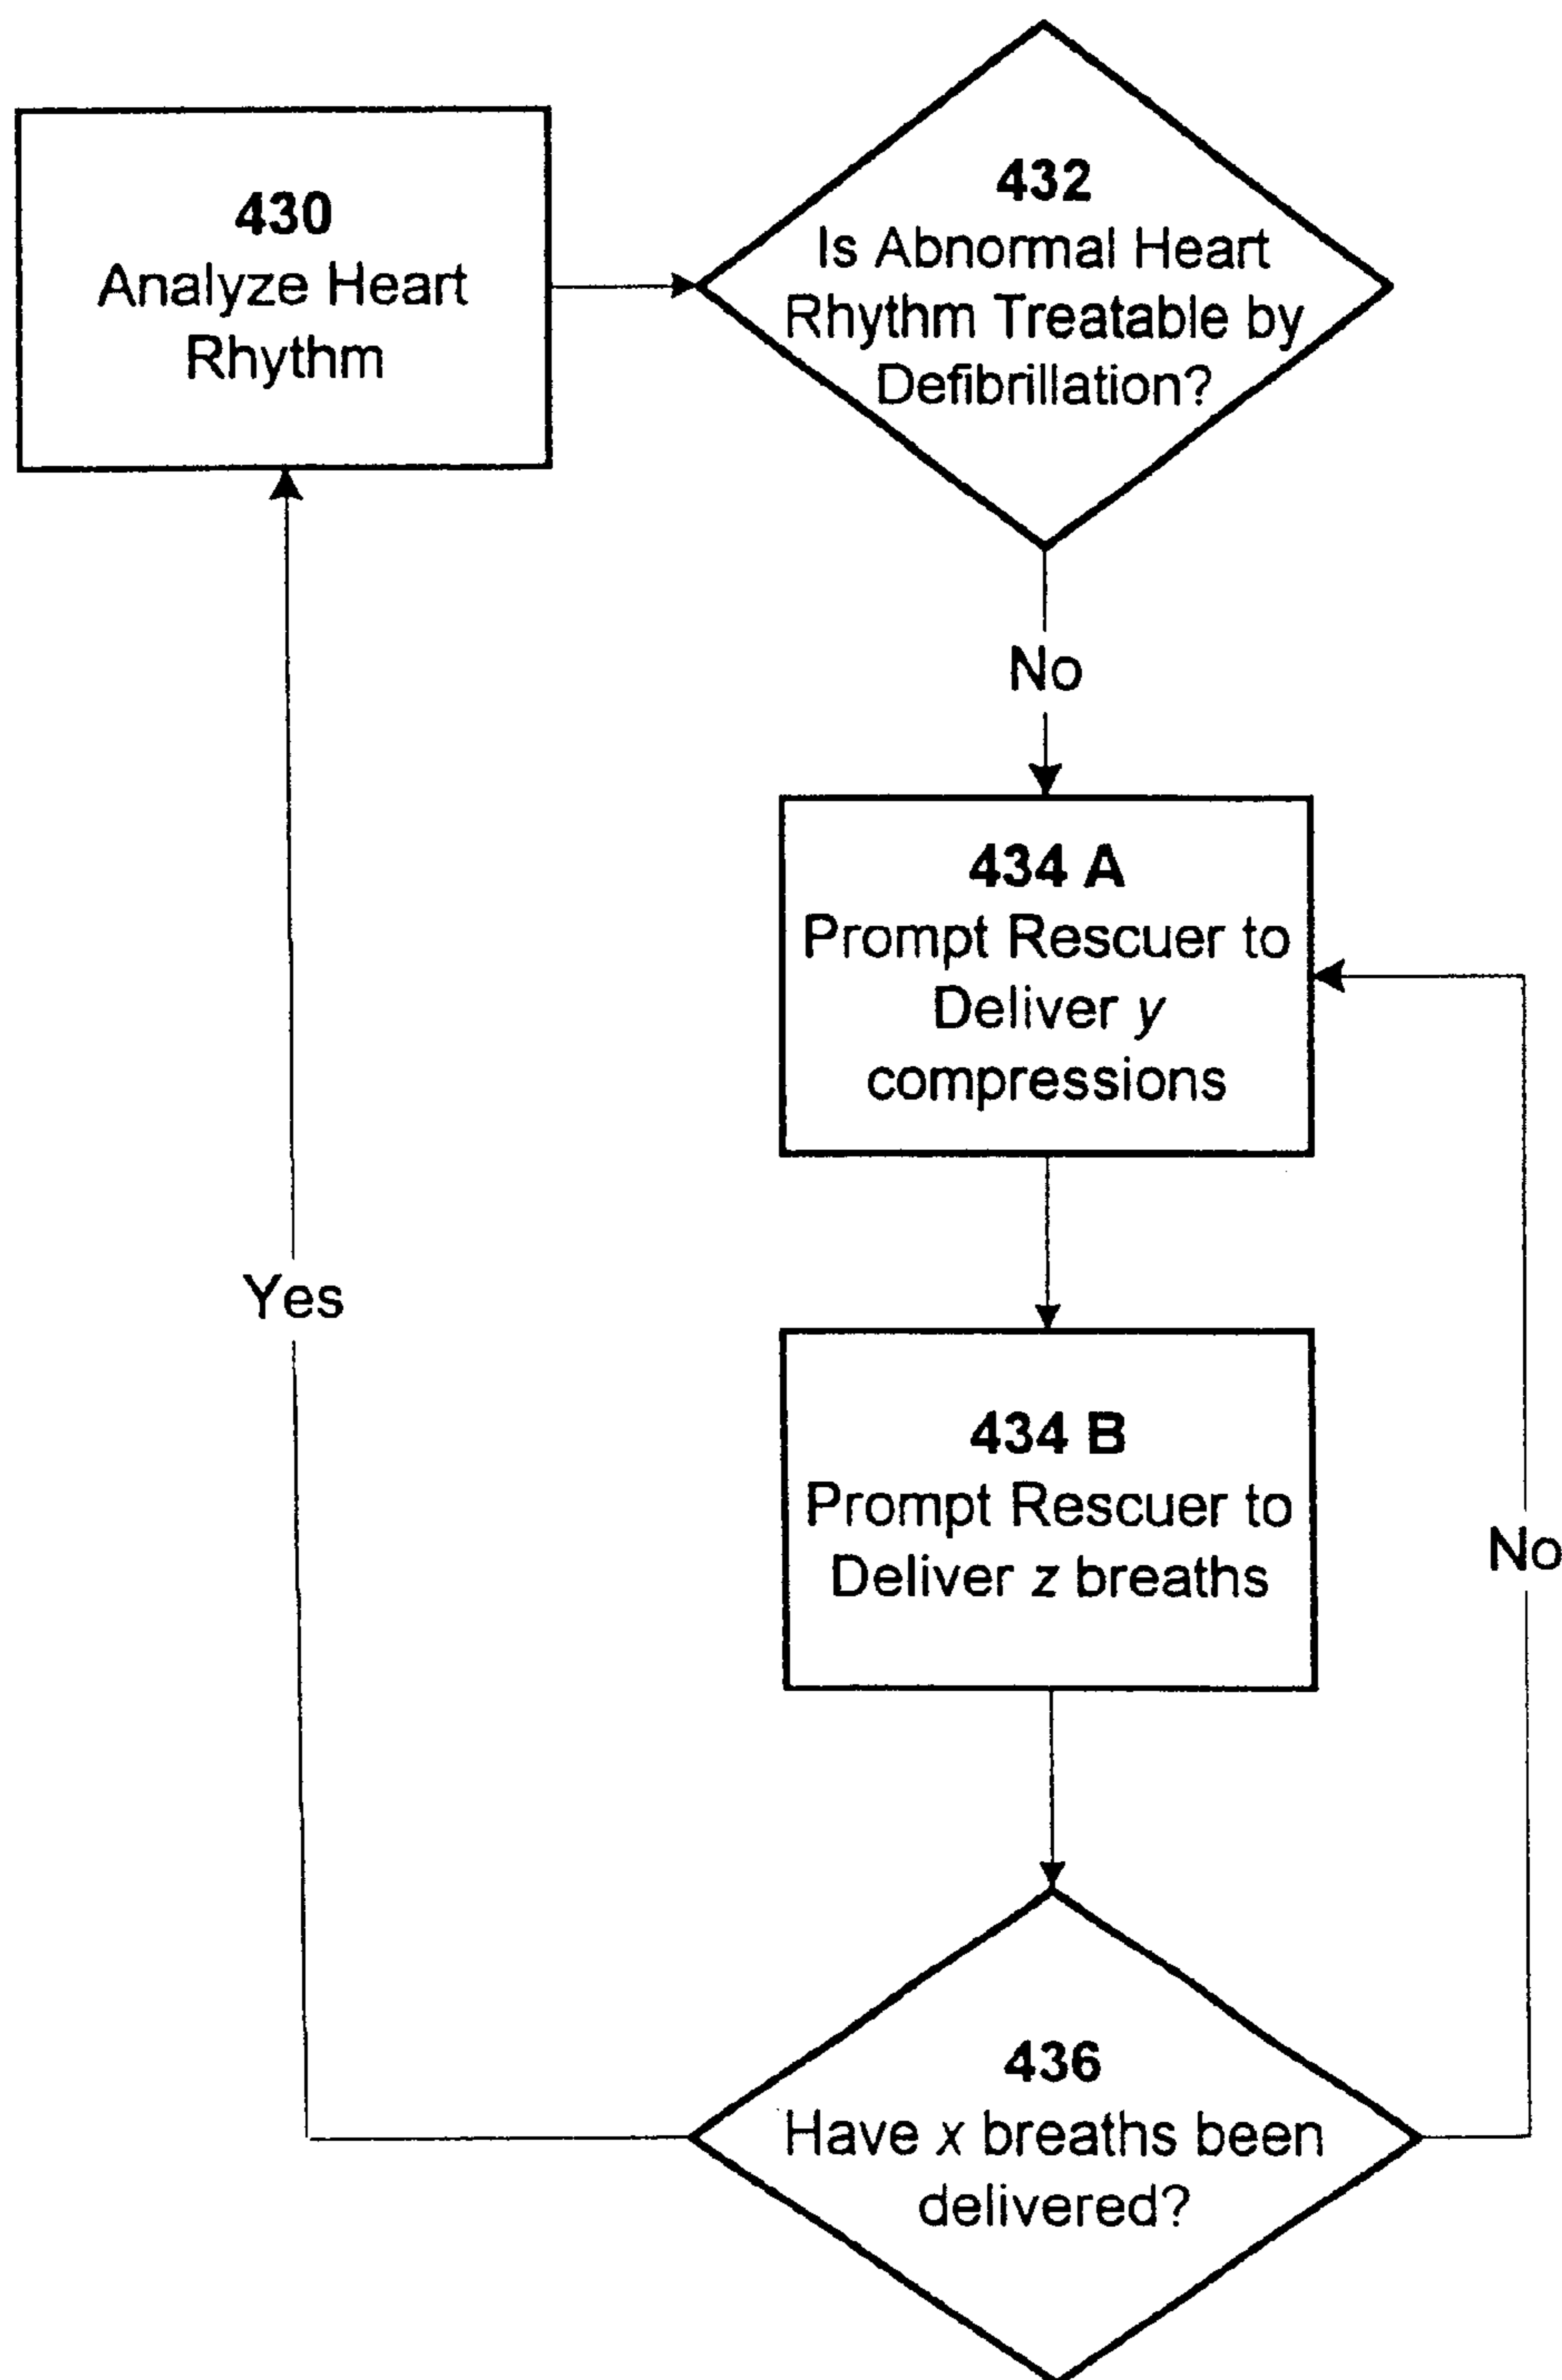 430
Analyze Heart
Rhythm
432
Is Abnormal Heart
Rhythm Treatable by
Defibrillation?
No
434 A
Prompt Rescuer to
Deliver y
compressions
Yes
434 B
Prompt Rescuer to
Deliver z breaths
No
436
Have x breaths been
delivered?